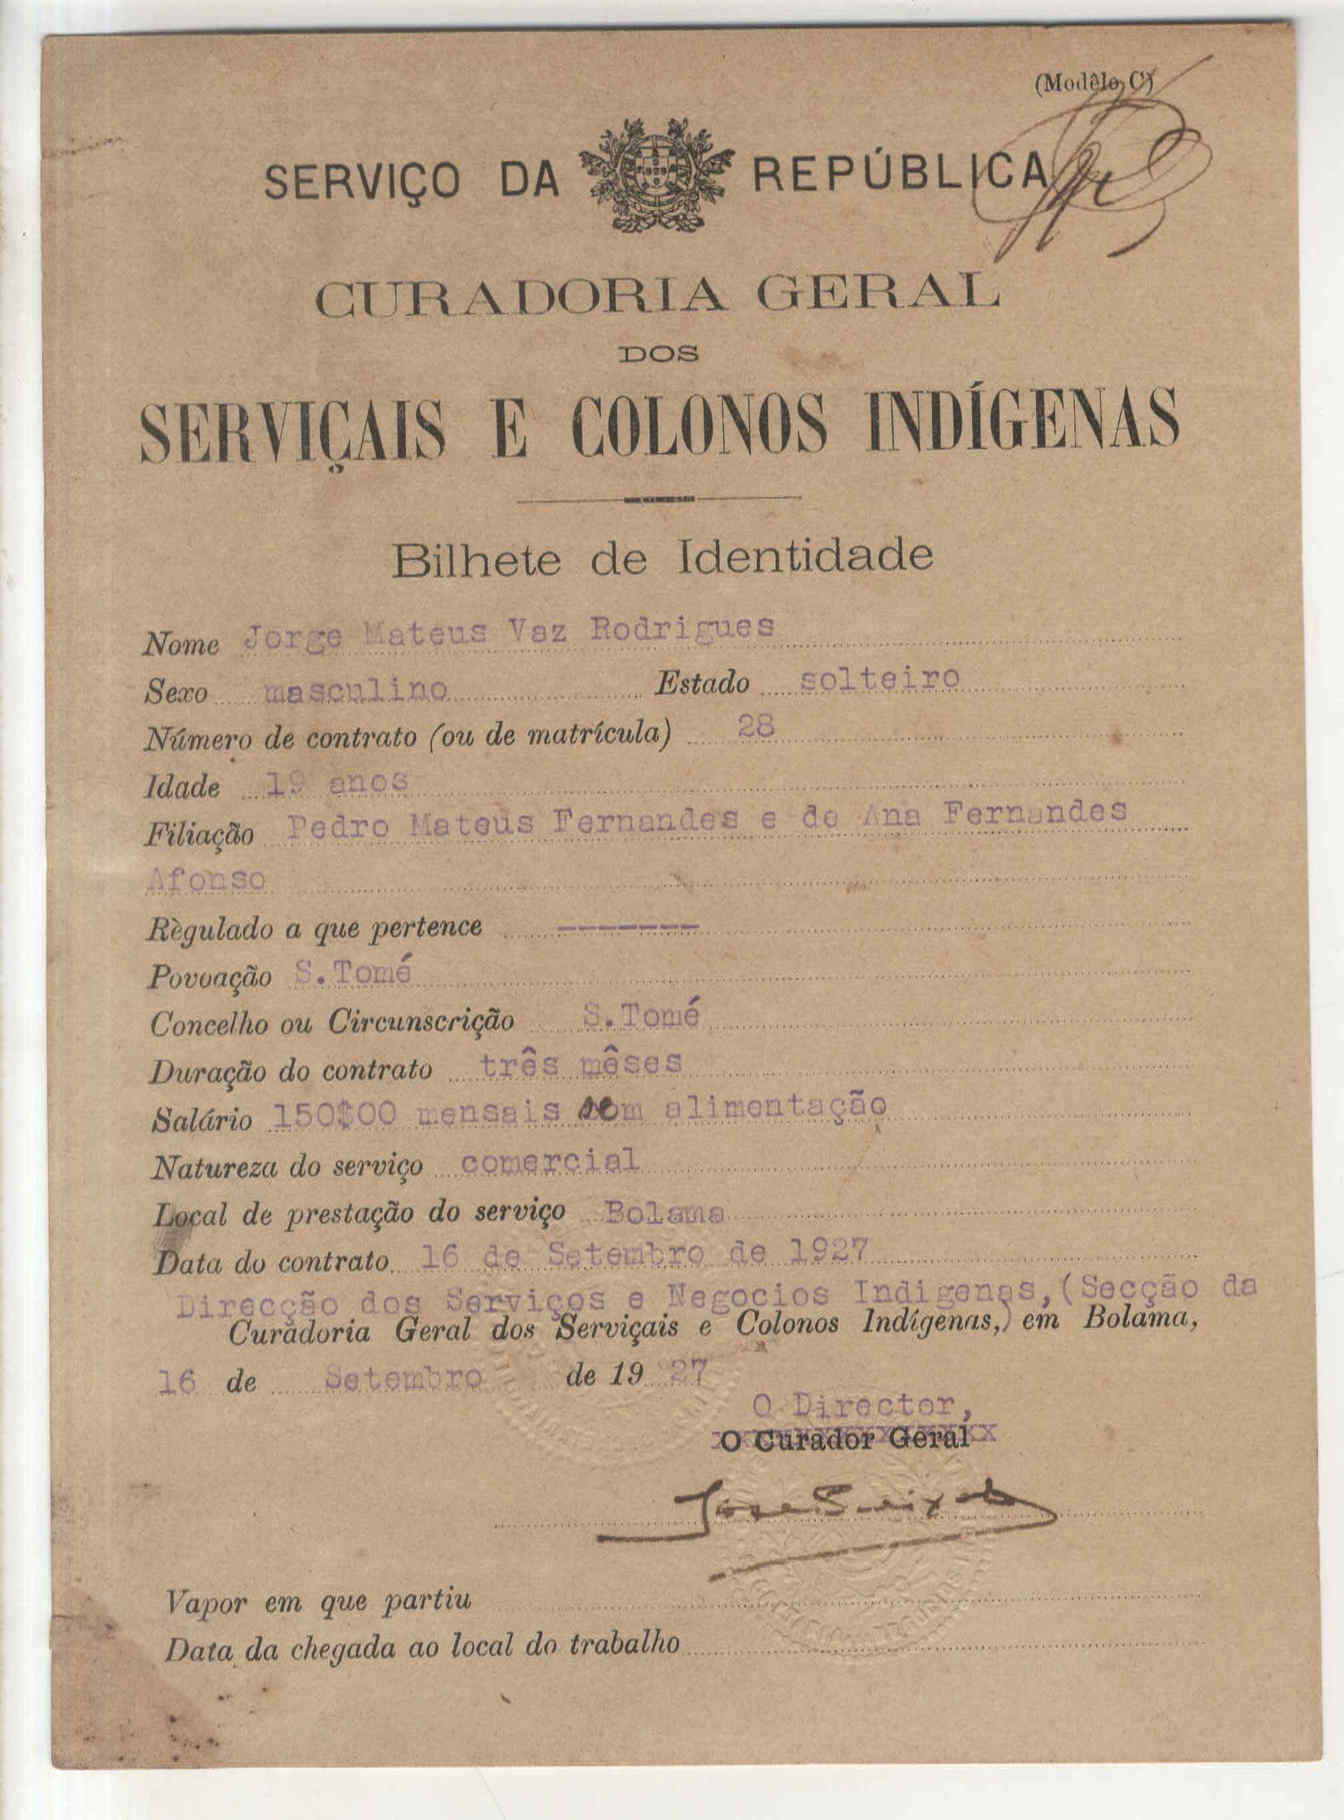 (Modêlo C)
SERVIÇO DA REPÚBLICA
CURADORIA GERAL
DOS
SERVIÇAIS E COLONOS INDÍGENAS
Bilhete de Identidade
Nome Jorge Mateus Vaz Rodrigues
Sexo masculino Estado solteiro
Número de contrato (ou de matrícula) 28
Idade 19 anos
Filiação Pedro Mateus Fernandes e de Ana Fernandes
Afonso
Règulado a que pertence -------
Povoação S.Tomé
Concelho ou Circunscrição S.Tomé
Duração do contrato três mêses
Salário 150$00 mensais sem alimentação
Natureza do serviço comercial
Local de prestação do serviço Bolama
Data do contrato 16 de Setembro de 1927
Direcção dos Serviços e Negocios Indigenas,(Secção da
Curadoria Geral dos Serviçais e Colonos Indígenas,) em Bolama,
16 de Setembro de 1927
O Director,
O Curador Geral
Vapor em que partiu
Data da chegada ao local do trabalho